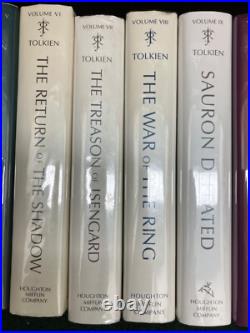 VOLUME VI
TOLKIEN
THE RETURN OF THE SHADOW
HOUGHTON
MIFFLIN
COMPANY
VOLUME VII
TOLKIEN
THE TREASON OF ISENGARD
HOUGHTON
MIFFLIN
COMPANY
VOLUME VIII
TOLKIEN
THE WAR OF THE RING
HOUGHTON
MIFFLIN
COMPANY
VOLUME IX
TOLKIEN
SAURON DEFEATED
HOUGHTON
MIFFLIN
COMPANY